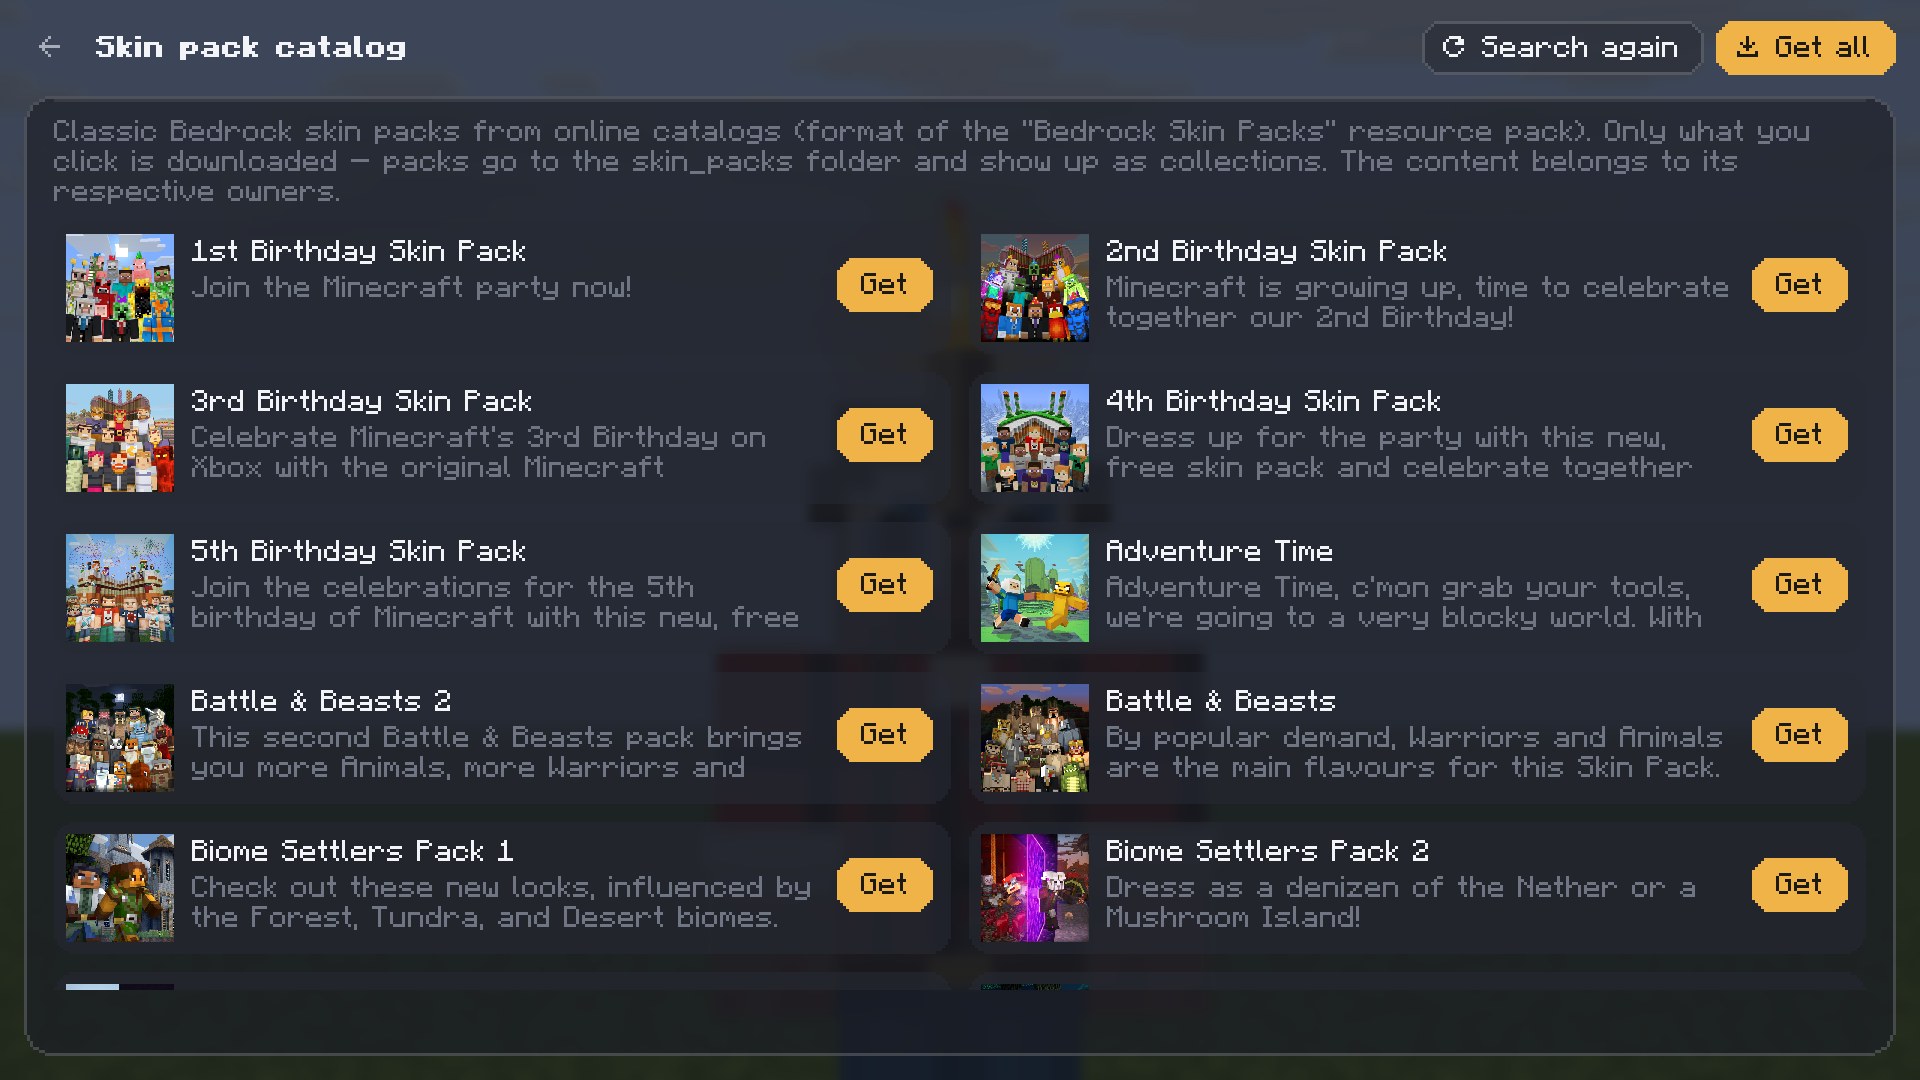 Skin pack catalog
Search again
Get all
Classic Bedrock skin packs from online catalogs (format of the "Bedrock Skin Packs" resource pack). Only what you
click is downloaded — packs go to the skin_packs folder and show up as collections. The content belongs to its
respective owners.
1st Birthday Skin Pack
Join the Minecraft party now!
Get
2nd Birthday Skin Pack
Minecraft is growing up, time to celebrate
together our 2nd Birthday!
Get
3rd Birthday Skin Pack
Celebrate Minecraft's 3rd Birthday on
Xbox with the original Minecraft
Get
4th Birthday Skin Pack
Dress up for the party with this new,
free skin pack and celebrate together
Get
5th Birthday Skin Pack
Join the celebrations for the 5th
birthday of Minecraft with this new, free
Get
Adventure Time
Adventure Time, c'mon grab your tools,
we're going to a very blocky world. With
Get
Battle & Beasts 2
This second Battle & Beasts pack brings
you more Animals, more Warriors and
Get
Battle & Beasts
By popular demand, Warriors and Animals
are the main flavours for this Skin Pack.
Get
Biome Settlers Pack 1
Check out these new looks, influenced by
the Forest, Tundra, and Desert biomes.
Get
Biome Settlers Pack 2
Dress as a denizen of the Nether or a
Mushroom Island!
Get